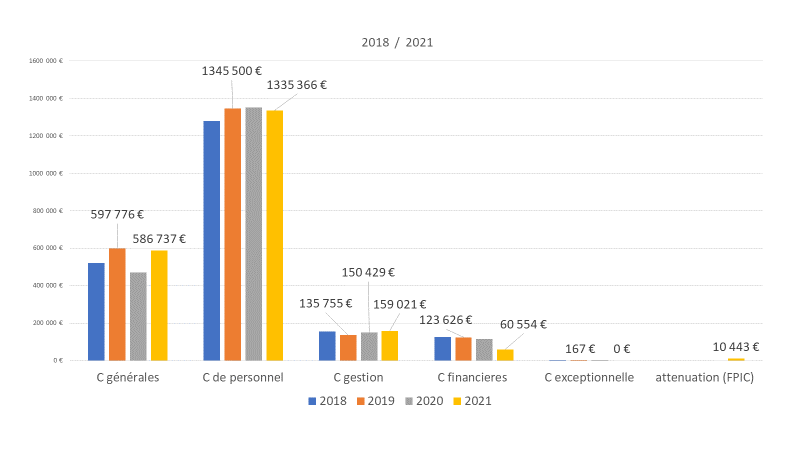 2018 / 2021
1600 000 €
1400 000 €
1200 000 €
1000 000 €
800 000 €
600 000 €
400 000 €
200 000 €
0 €
597 776 €
586 737 €
1345 500 €
1335 366 €
135 755 €
150 429 €
159 021 €
123 626 €
60 554 €
167 €
0 €
10 443 €
C générales
C de personnel
C gestion
C financieres
C exceptionnelle
attenuation (FPIC)
2018 2019 2020 2021